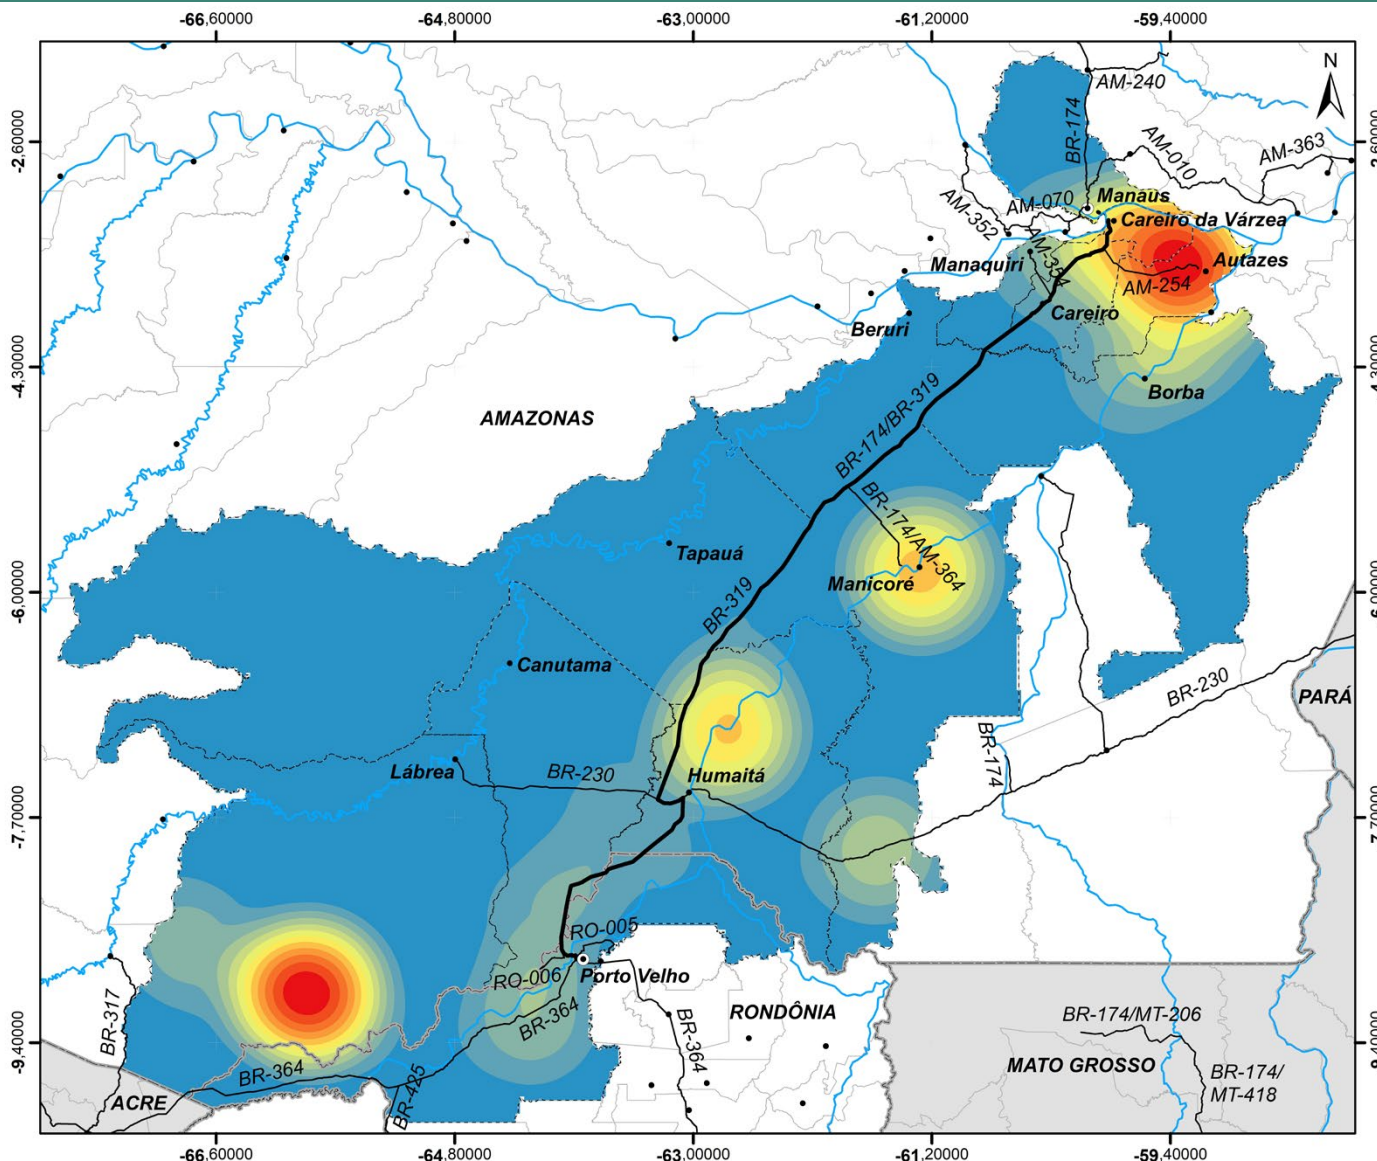 -66,60000
-64,80000
-63,00000
-61,20000
-59,40000
N
AM-240
-2,60000
BR-174
AM-010
AM-363
Manaus
AM-070
AM-352
Careiro da Várzea
AM-354
Manaquiri
Autazes
AM-254
Careiro
Beruri
-4,30000
-4,30000
BR-174/BR-319
Borba
AMAZONAS
BR-174/AM-364
Tapauá
Manicoré
-6,00000
BR-319
Canutama
BR-230
PARÁ
BR-174
Lábrea
BR-230
Humaitá
-7,70000
RO-005
Porto Velho
RO-006
BR-317
BR-364
RONDÔNIA
BR-174/MT-206
BR-364
-9,40000
MATO GROSSO
BR-364
BR-425
BR-174/
MT-418
ACRE
-66,60000
-64,80000
-63,00000
-61,20000
-59,40000